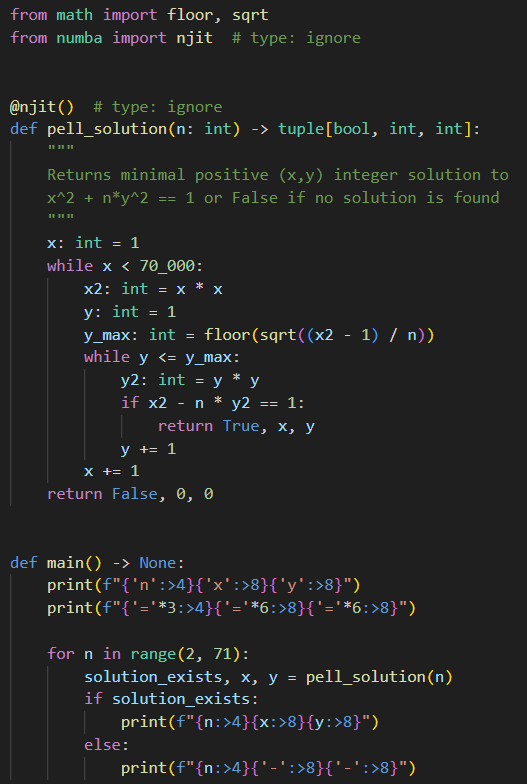 from math import floor, sqrt
from numba import njit  # type: ignore


@njit()  # type: ignore
def pell_solution(n: int) -> tuple[bool, int, int]:
    """
    Returns minimal positive (x,y) integer solution to
    x^2 + n*y^2 == 1 or False if no solution is found
    """
    x: int = 1
    while x < 70_000:
        x2: int = x * x
        y: int = 1
        y_max: int = floor(sqrt((x2 - 1) / n))
        while y <= y_max:
            y2: int = y * y
            if x2 - n * y2 == 1:
                return True, x, y
            y += 1
        x += 1
    return False, 0, 0


def main() -> None:
    print(f"{'n':>4}{'x':>8}{'y':>8}")
    print(f"{'='*3:>4}{'='*6:>8}{'='*6:>8}")

    for n in range(2, 71):
        solution_exists, x, y = pell_solution(n)
        if solution_exists:
            print(f"{n:>4}{x:>8}{y:>8}")
        else:
            print(f"{n:>4}{'-':>8}{'-':>8}")